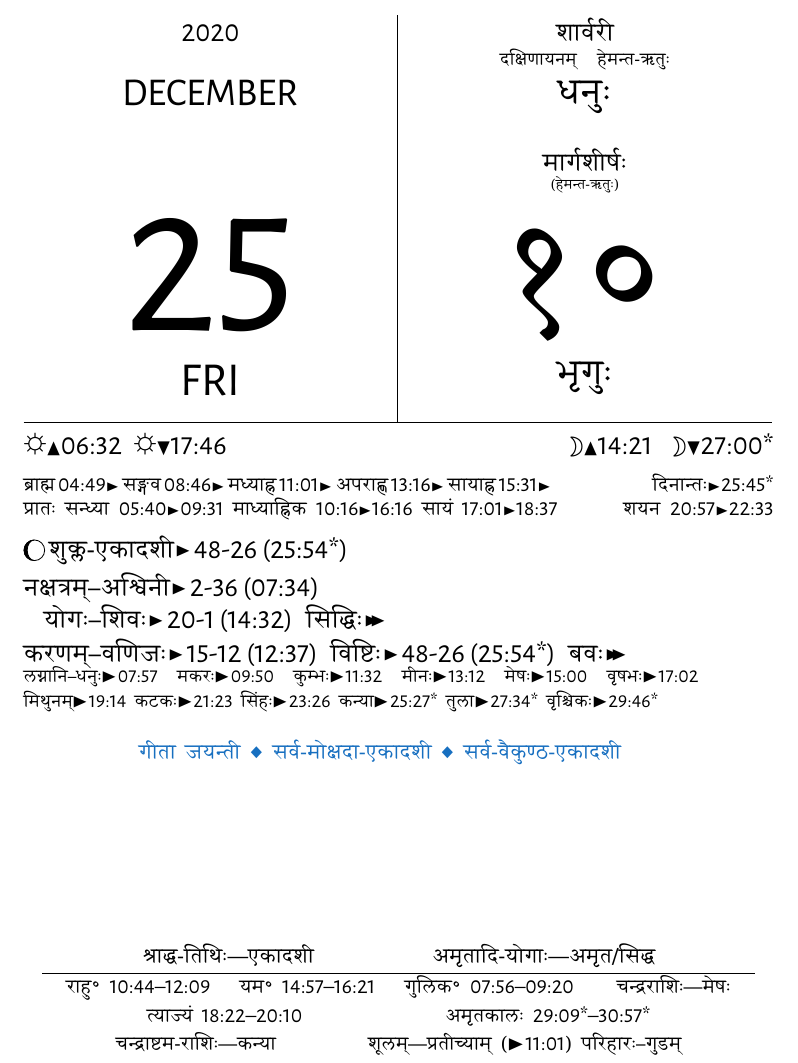 2020
DECEMBER
25
FRI
शार्वरी
दक्षिणायनम् हेमन्त-ऋतुः
धनुः
मार्गशीर्षः
(हेमन्त-ऋतुः)
१०
भृगुः
☼▲06:32 ☼▼17:46 ☽▲14:21 ☽▼27:00*
ब्राह्म 04:49► सङ्गव 08:46► मध्याह्न 11:01► अपराह्ण 13:16► सायाह्न 15:31► दिनान्तः►25:45*
प्रातः सन्ध्या 05:40►09:31 माध्याह्निक 10:16►16:16 सायं 17:01►18:37 शयन 20:57►22:33
शुक्ल-एकादशी►48-26 (25:54*)
नक्षत्रम्–अश्विनी►2-36 (07:34)
योगः–शिवः►20-1 (14:32) सिद्धिः►►
करणम्–वणिजः►15-12 (12:37) विष्टिः►48-26 (25:54*) बवः►►
लग्नानि–धनुः►07:57 मकरः►09:50 कुम्भः►11:32 मीनः►13:12 मेषः►15:00 वृषभः►17:02
मिथुनम्►19:14 कटकः►21:23 सिंहः►23:26 कन्या►25:27* तुला►27:34* वृश्चिकः►29:46*
गीता जयन्ती ◆ सर्व-मोक्षदा-एकादशी ◆ सर्व-वैकुण्ठ-एकादशी
श्राद्ध-तिथिः—एकादशी अमृतादि-योगाः—अमृत/सिद्ध
राहु॰ 10:44–12:09 यम॰ 14:57–16:21 गुलिक॰ 07:56–09:20 चन्द्रराशिः—मेषः
त्याज्यं 18:22–20:10 अमृतकालः 29:09*–30:57*
चन्द्राष्टम-राशिः—कन्या शूलम्—प्रतीच्याम् (►11:01) परिहारः–गुडम्